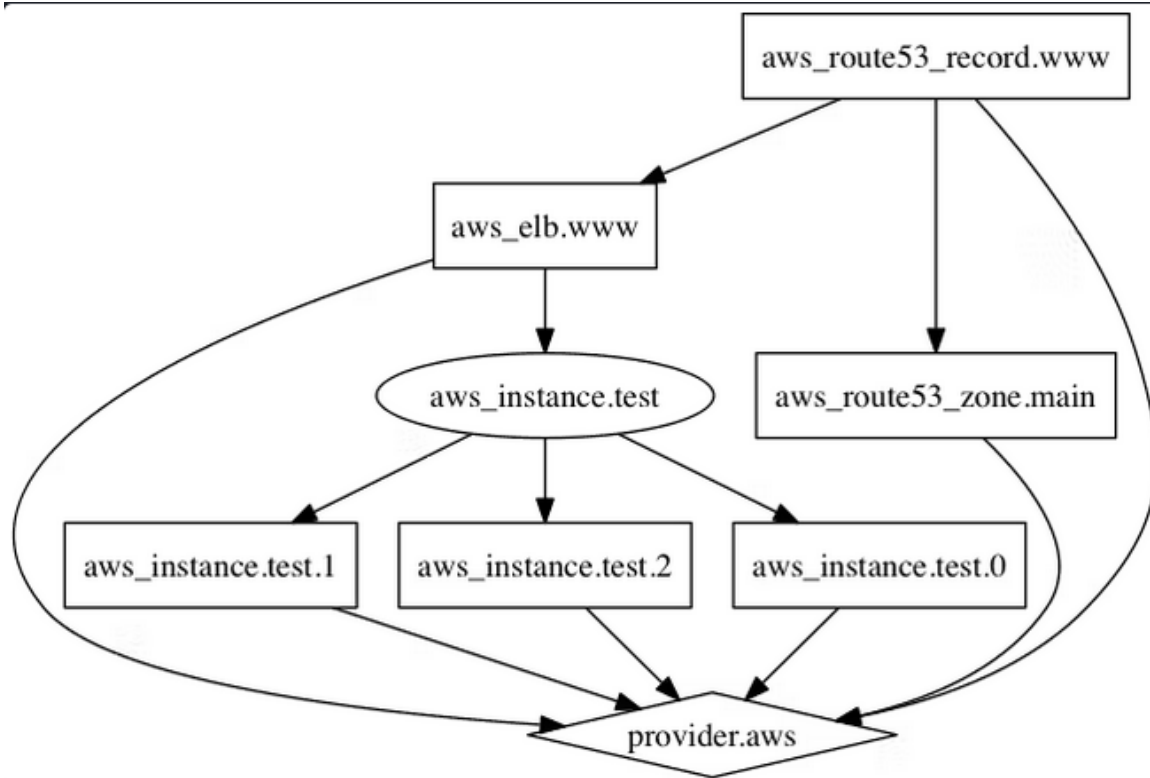 aws_route53_record.www
aws_elb.www
aws_instance.test
aws_route53_zone.main
aws_instance.test.1
aws_instance.test.2
aws_instance.test.0
provider.aws